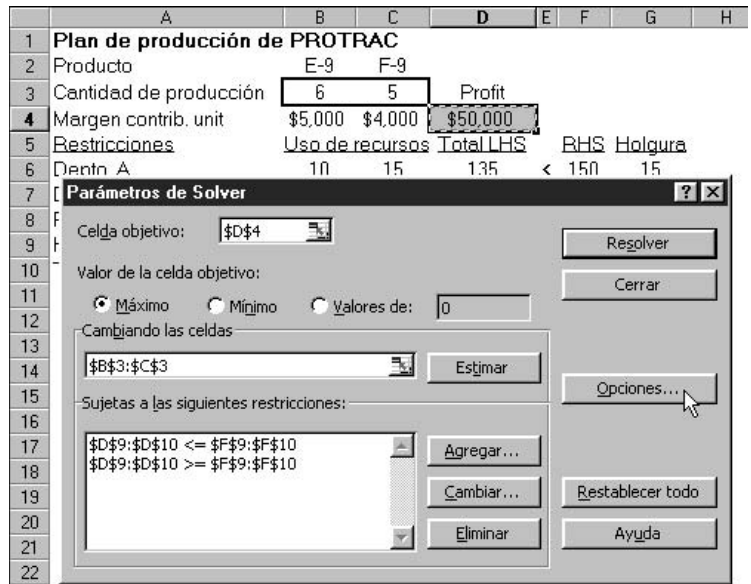 A B C D E F G H
1 Plan de producción de PROTRAC
2 Producto E-9 F-9
3 Cantidad de producción 6 5 Profit
4 Margen contrib. unit $5,000 $4,000 $50,000
5 Restricciones Uso de recursos Total LHS RHS Holgura
6 Depto. A 10 15 135 < 150 15
7
8
9
10
11
12
13
14
15
16
17
18
19
20
21
22
Parámetros de Solver ? ×
Celda objetivo: $D$4
Valor de la celda objetivo:
Máximo Mínimo Valores de: 0
Cambiando las celdas
$B$3:$C$3 Estimar
Sujetas a las siguientes restricciones:
$D$9:$D$10 <= $F$9:$F$10
$D$9:$D$10 >= $F$9:$F$10
Agregar...
Cambiar...
Eliminar
Resolver
Cerrar
Opciones...
Restablecer todo
Ayuda